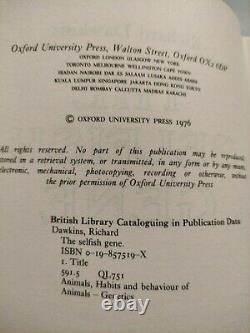 Oxford University Press, Walton Street, Oxford OX2 6DP
OXFORD LONDON GLASGOW NEW YORK
TORONTO MELBOURNE WELLINGTON CAPE TOWN
IBADAN NAIROBI DAR ES SALAAM LUSAKA ADDIS ABABA
KUALA LUMPUR SINGAPORE JAKARTA HONG KONG TOKYO
DELHI BOMBAY CALCUTTA MADRAS KARACHI
© OXFORD UNIVERSITY PRESS 1976
All rights reserved. No part of this publication may be reproduced,
stored in a retrieval system, or transmitted, in any form or by any means,
electronic, mechanical, photocopying, recording or otherwise, without
the prior permission of Oxford University Press
British Library Cataloguing in Publication Data
Dawkins, Richard
The selfish gene.
ISBN 0-19-857519-X
1. Title
591.5 QL751
Animals, Habits and behaviour of
Animals – Genetics